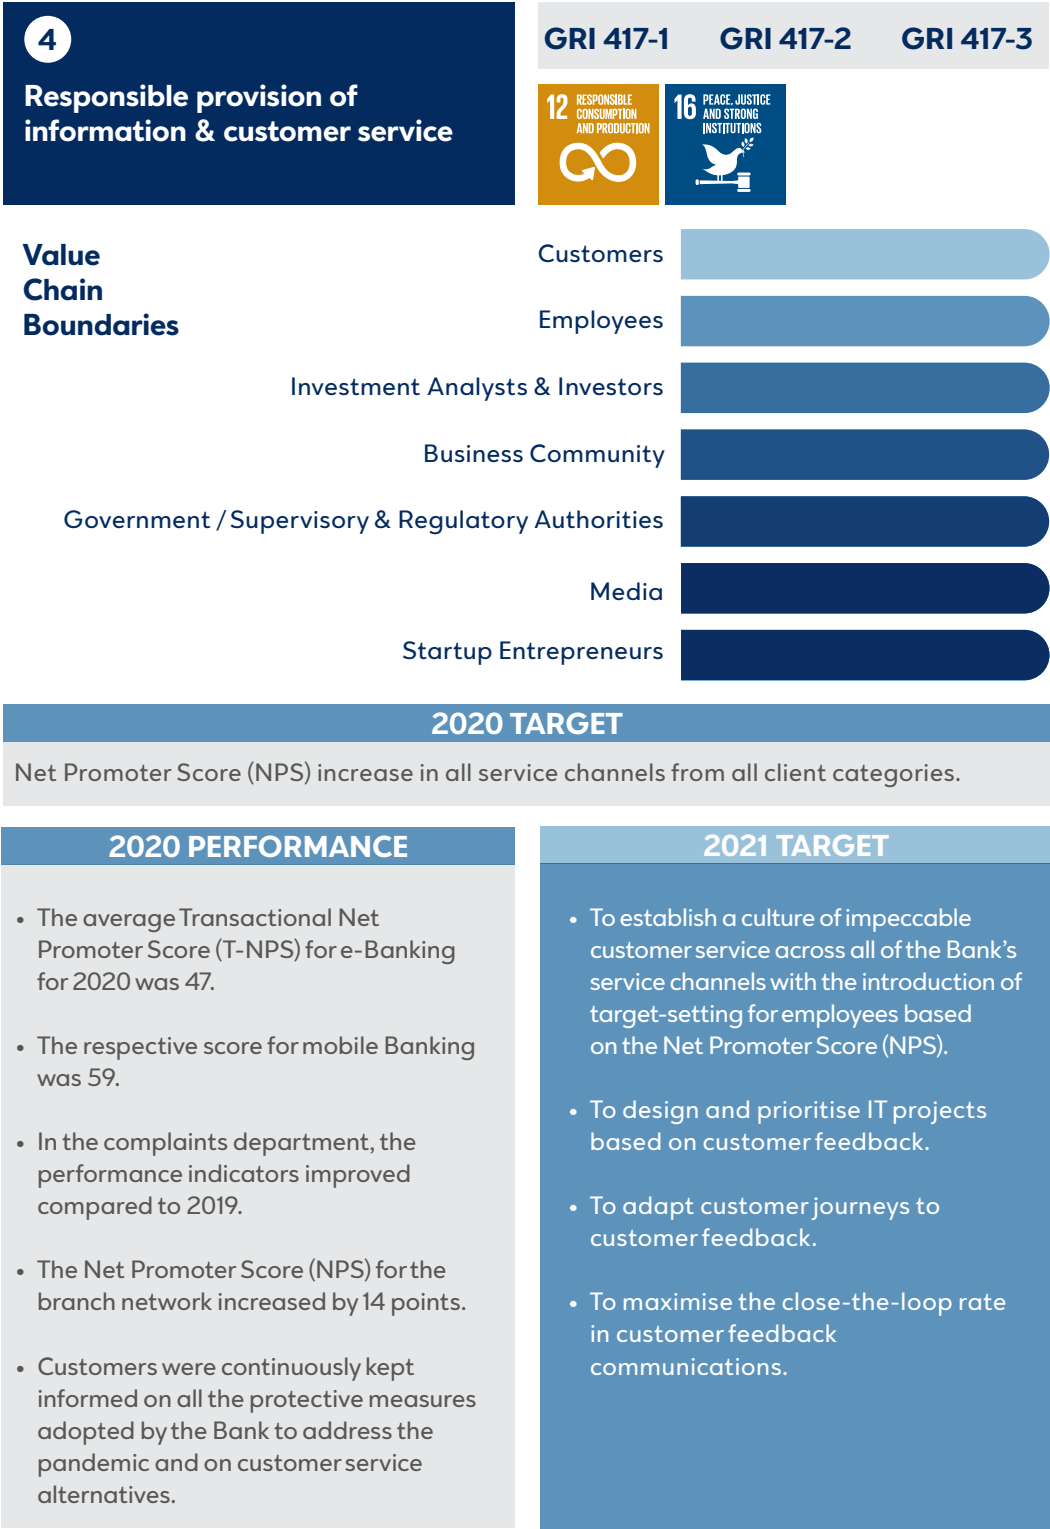 4
Responsible provision of
information & customer service
GRI 417-1 GRI 417-2 GRI 417-3
12 RESPONSIBLE
CONSUMPTION
AND PRODUCTION
16 PEACE, JUSTICE
AND STRONG
INSTITUTIONS
Value
Chain
Boundaries
Customers
Employees
Investment Analysts & Investors
Business Community
Government / Supervisory & Regulatory Authorities
Media
Startup Entrepreneurs
2020 TARGET
Net Promoter Score (NPS) increase in all service channels from all client categories.
2020 PERFORMANCE
• The average Transactional Net
Promoter Score (T-NPS) for e-Banking
for 2020 was 47.
• The respective score for mobile Banking
was 59.
• In the complaints department, the
performance indicators improved
compared to 2019.
• The Net Promoter Score (NPS) for the
branch network increased by 14 points.
• Customers were continuously kept
informed on all the protective measures
adopted by the Bank to address the
pandemic and on customer service
alternatives.
2021 TARGET
• To establish a culture of impeccable
customer service across all of the Bank's
service channels with the introduction of
target-setting for employees based
on the Net Promoter Score (NPS).
• To design and prioritise IT projects
based on customer feedback.
• To adapt customer journeys to
customer feedback.
• To maximise the close-the-loop rate
in customer feedback
communications.